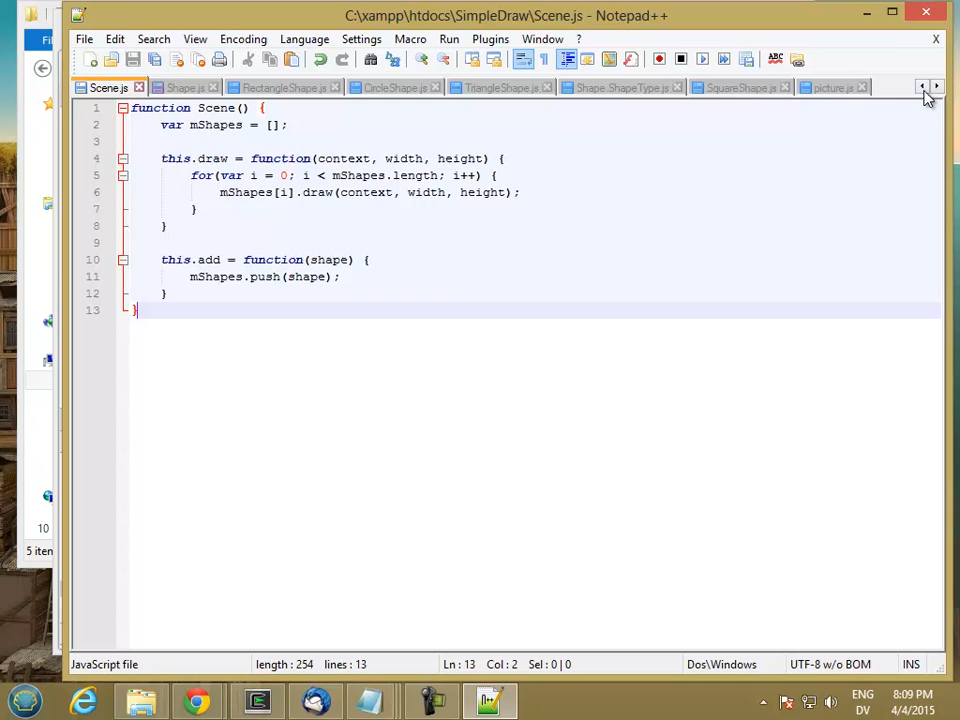 C:\xampp\htdocs\SimpleDraw\Scene.js - Notepad++
File Edit Search View Encoding Language Settings Macro Run Plugins Window ? X
Scene.js Shape.js RectangleShape.js CircleShape.js TriangleShape.js Shape.ShapeType.js SquareShape.js picture.js
1 function Scene() {
2 var mShapes = [];
3
4 this.draw = function(context, width, height) {
5 for(var i = 0; i < mShapes.length; i++) {
6 mShapes[i].draw(context, width, height);
7 }
8 }
9
10 this.add = function(shape) {
11 mShapes.push(shape);
12 }
13 }
10
5 iten
JavaScript file length : 254 lines : 13 Ln : 13 Col : 2 Sel : 0 | 0 Dos\Windows UTF-8 w/o BOM INS
ENG 8:09 PM
DV 4/4/2015